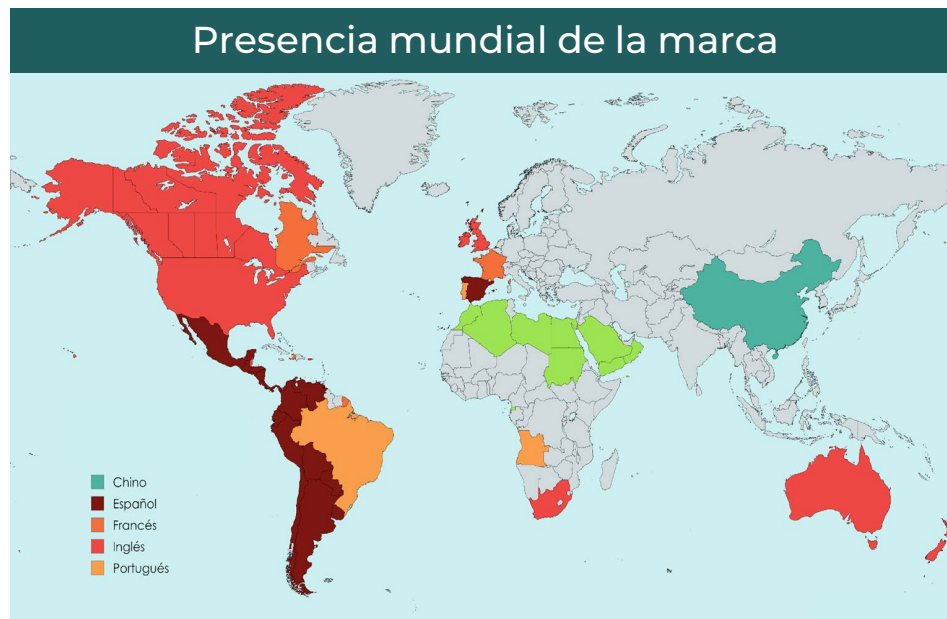 Presencia mundial de la marca
Chino
Español
Francés
Inglés
Portugués